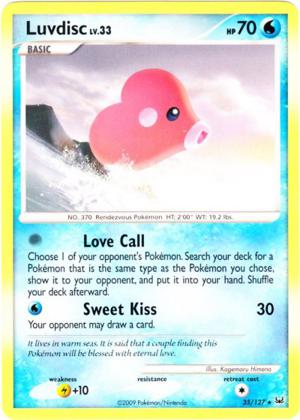 Luvdisc LV.33 HP 70
BASIC
NO. 370 Rendezvous Pokémon HT: 2'00" WT: 19.2 lbs.
Love Call
Choose 1 of your opponent's Pokémon. Search your deck for a
Pokémon that is the same type as the Pokémon you chose,
show it to your opponent, and put it into your hand. Shuffle
your deck afterward.
Sweet Kiss 30
Your opponent may draw a card.
It lives in warm seas. It is said that a couple finding this
Pokémon will be blessed with eternal love.
Illus. Kagemaru Himeno
weakness resistance retreat cost
+10
©2009 Pokémon/Nintendo 35/127 ★